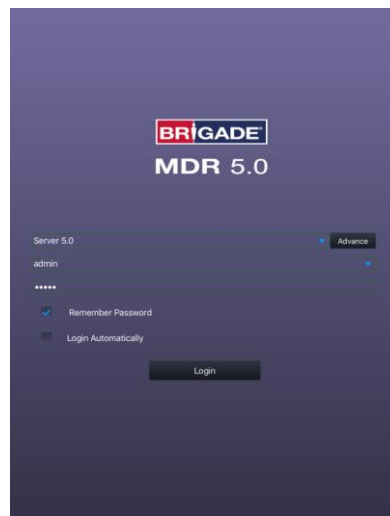 BRIGADE
MDR 5.0
Server 5.0
Advance
admin
•••••
Remember Password
Login Automatically
Login